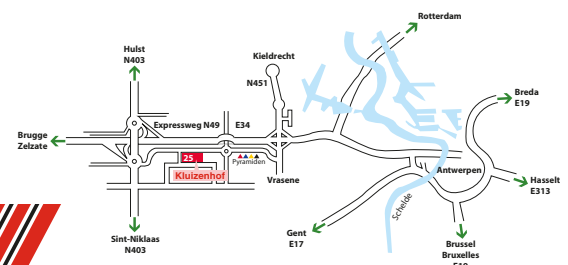 Rotterdam
Hulst
N403
Kieldrecht
N451
Breda
E19
Expressweg N49 E34
Brugge
Zelzate
25
Pyramiden
Kluizenhof
Antwerpen
Vrasene
Hasselt
E313
Schelde
Sint-Niklaas
N403
Gent
E17
Brussel
Bruxelles
E19